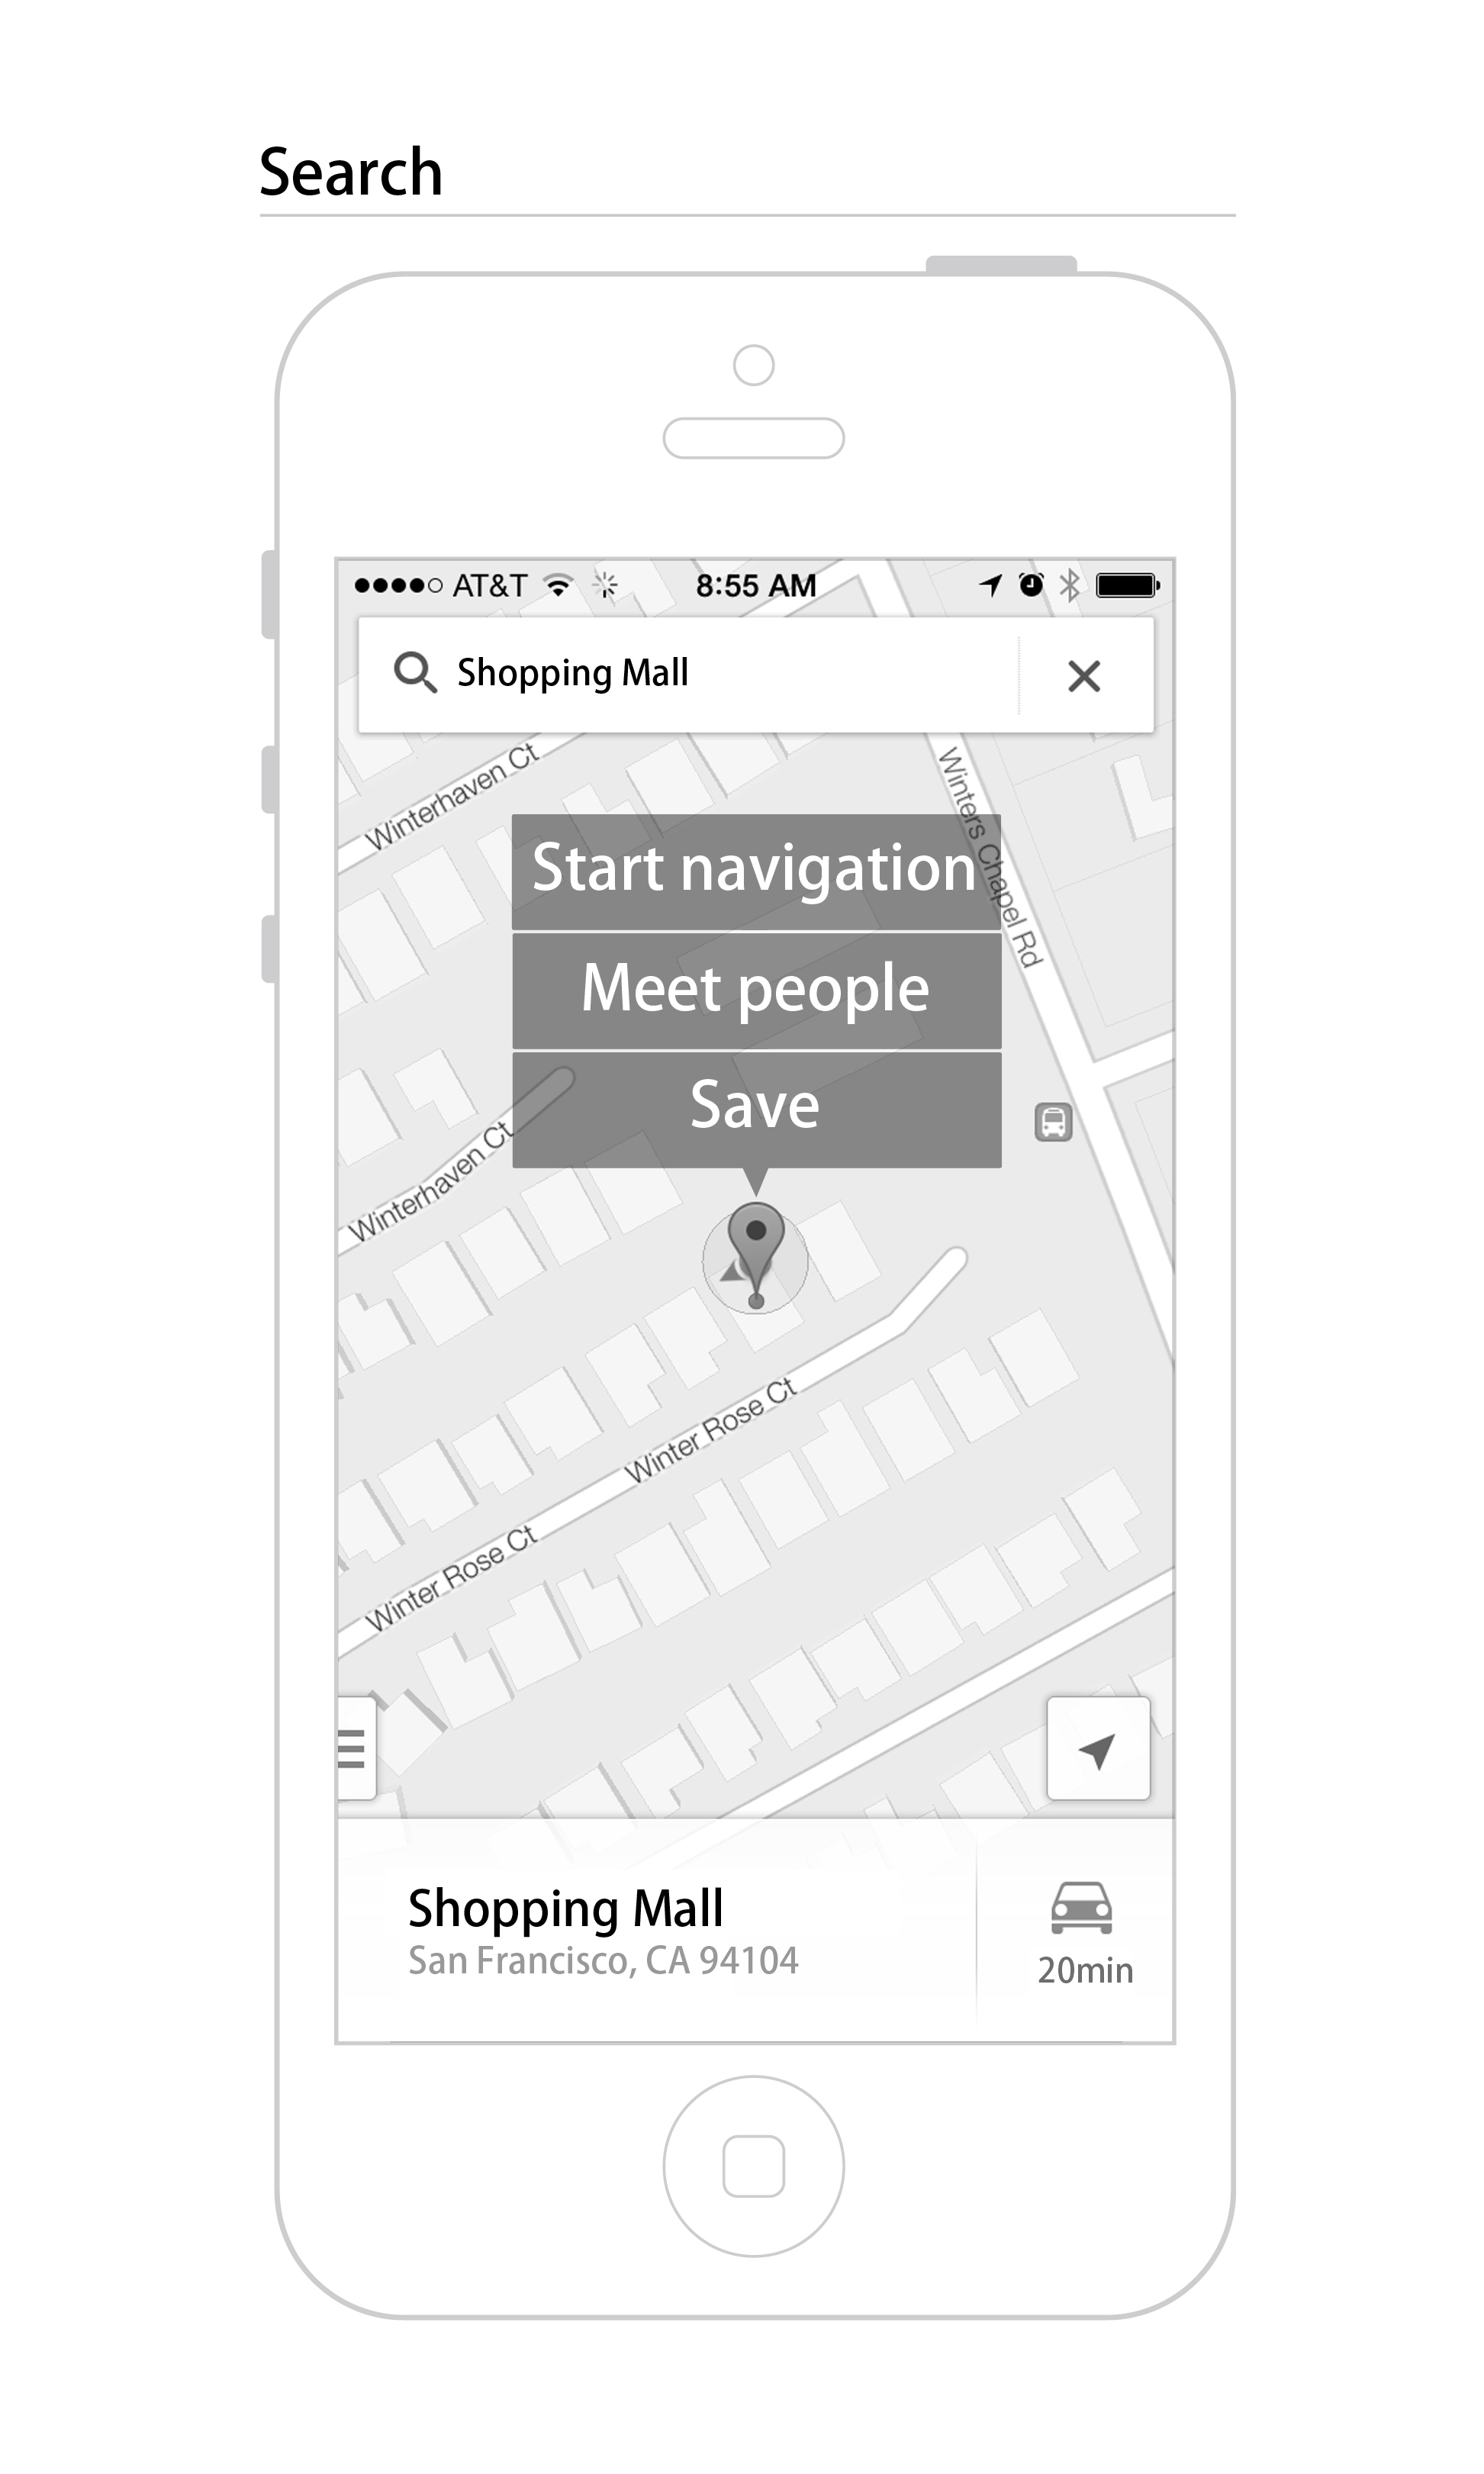 Search
AT&T 8:55 AM
Shopping Mall
Winterhaven Ct
Winters Chapel Rd
Start navigation
Meet people
Save
Winterhaven Ct
Winter Rose Ct
Winter Rose Ct
Shopping Mall
San Francisco, CA 94104
20min